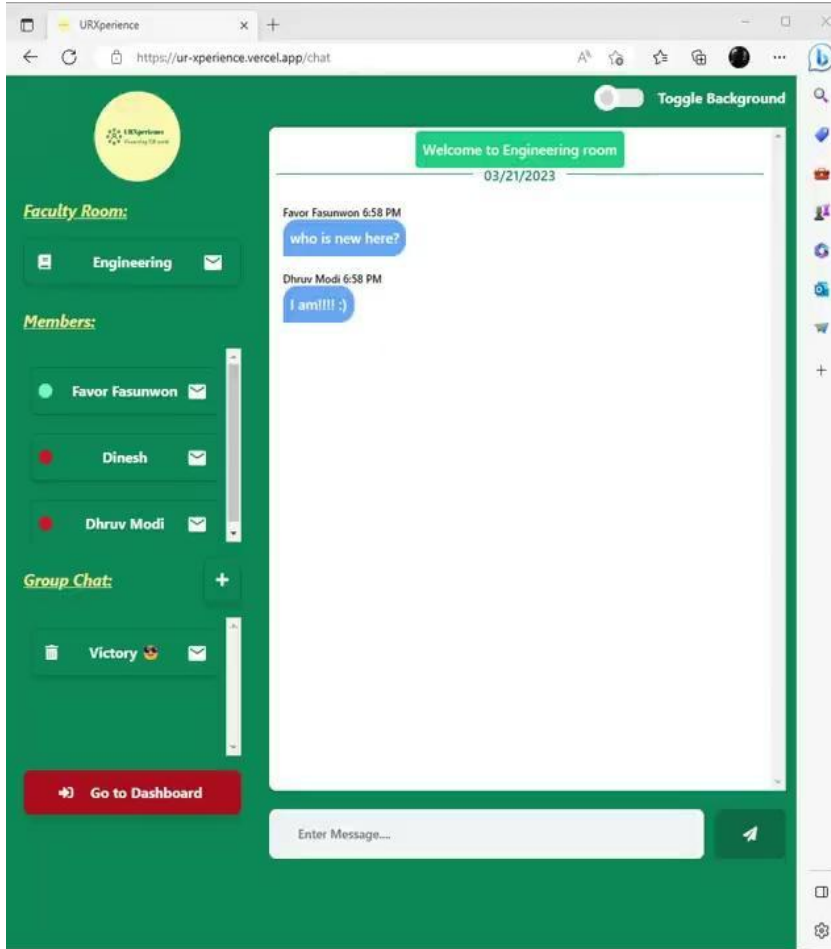 URXperience
https://ur-xperience.vercel.app/chat
Toggle Background
URXperience
Welcome to Engineering room
03/21/2023
Faculty Room:
Engineering
Members:
Favor Fasunwon
Dinesh
Dhruv Modi
Group Chat:
Victory 😎
Go to Dashboard
Favor Fasunwon 6:58 PM
who is new here?
Dhruv Modi 6:58 PM
I am!!!! :)
Enter Message....